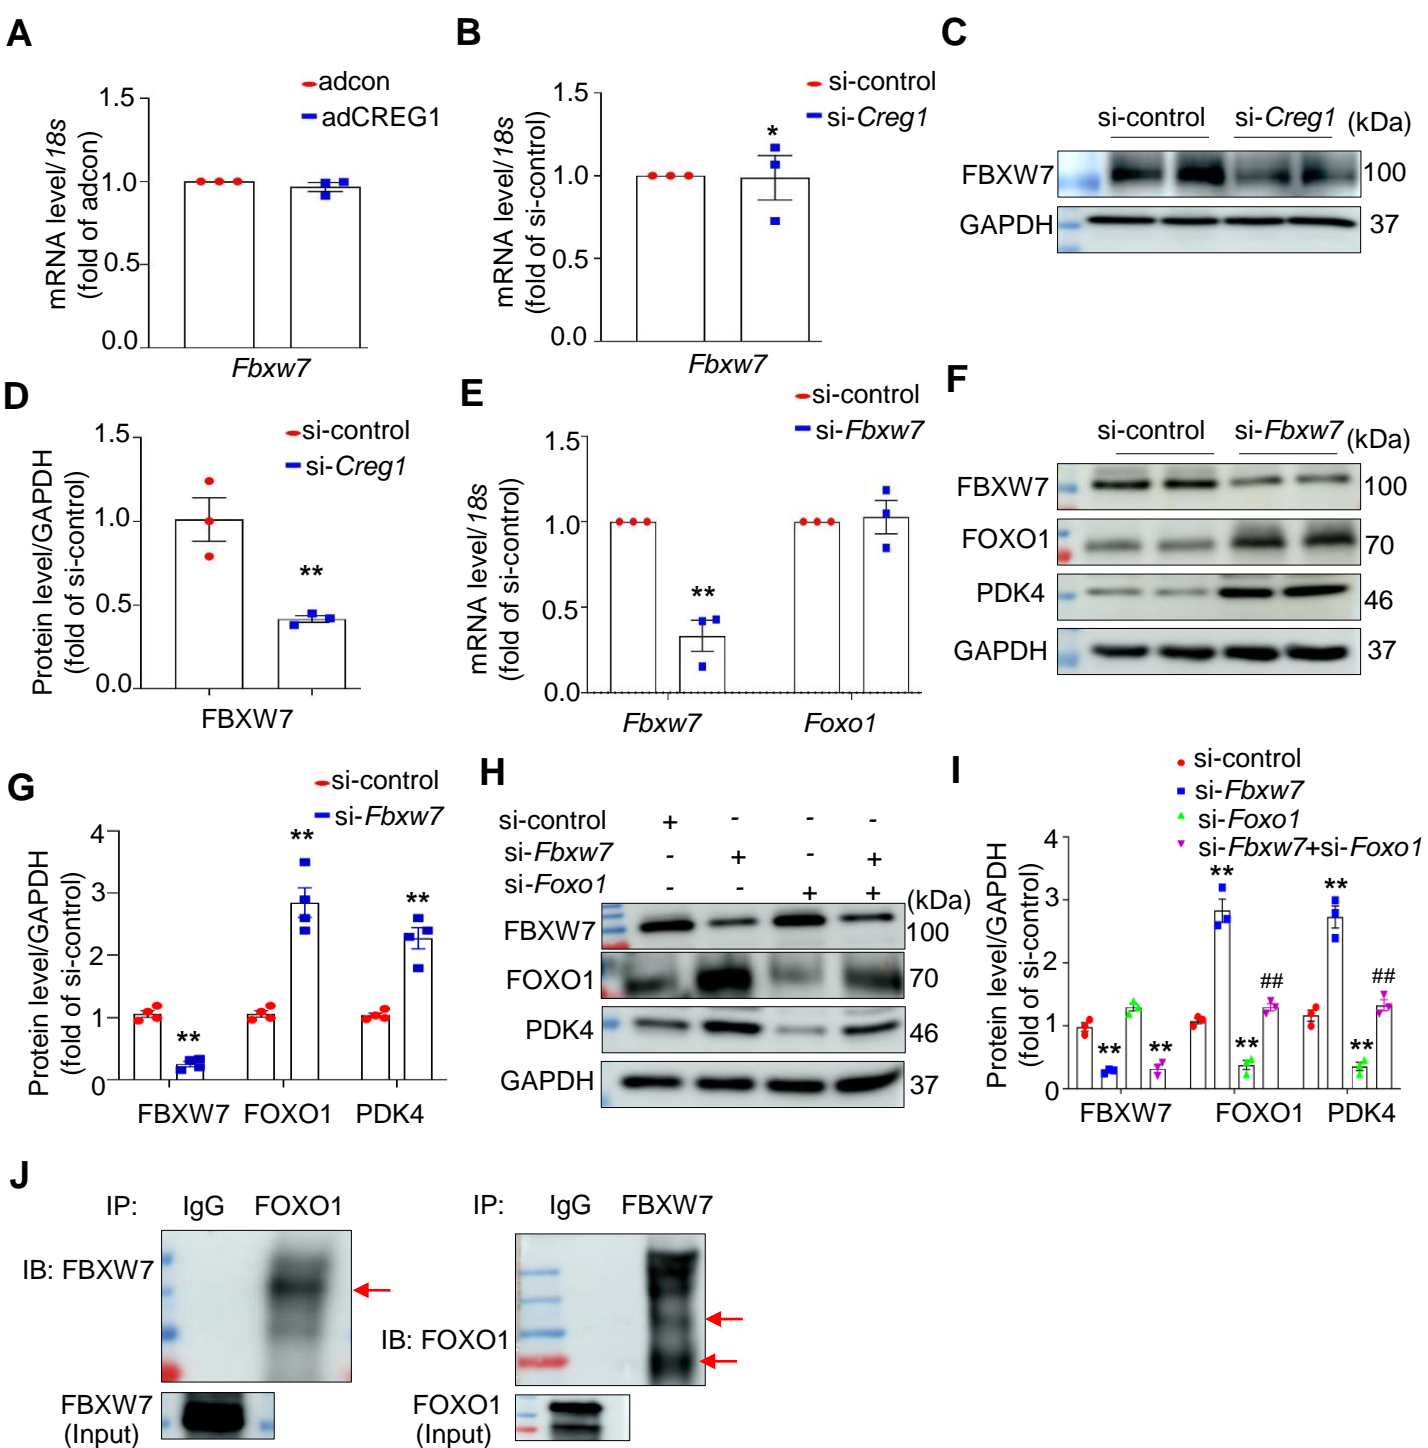 A
adcon
adCREG1
mRNA level/18s
(fold of adcon)
1.5
1.0
0.5
0.0
Fbxw7
B
si-control
si-Creg1
mRNA level/18s
(fold of si-control)
1.5
1.0
0.5
0.0
*
Fbxw7
C
si-control si-Creg1 (kDa)
FBXW7 100
GAPDH 37
D
si-control
si-Creg1
Protein level/GAPDH
(fold of si-control)
1.5
1.0
0.5
0.0
**
FBXW7
E
si-control
si-Fbxw7
mRNA level/18s
(fold of si-control)
1.5
1.0
0.5
0.0
**
Fbxw7 Foxo1
F
si-control si-Fbxw7 (kDa)
FBXW7 100
FOXO1 70
PDK4 46
GAPDH 37
G
si-control
si-Fbxw7
Protein level/GAPDH
(fold of si-control)
4
3
2
1
0
** ** **
FBXW7 FOXO1 PDK4
H
si-control + - - -
si-Fbxw7 - + - +
si-Foxo1 - - + + (kDa)
FBXW7 100
FOXO1 70
PDK4 46
GAPDH 37
I
si-control
si-Fbxw7
si-Foxo1
si-Fbxw7+si-Foxo1
Protein level/GAPDH
(fold of si-control)
4
3
2
1
0
** ** ** ** ## ** ** ##
FBXW7 FOXO1 PDK4
J
IP: IgG FOXO1
IB: FBXW7
FBXW7
(Input)
IP: IgG FBXW7
IB: FOXO1
FOXO1
(Input)